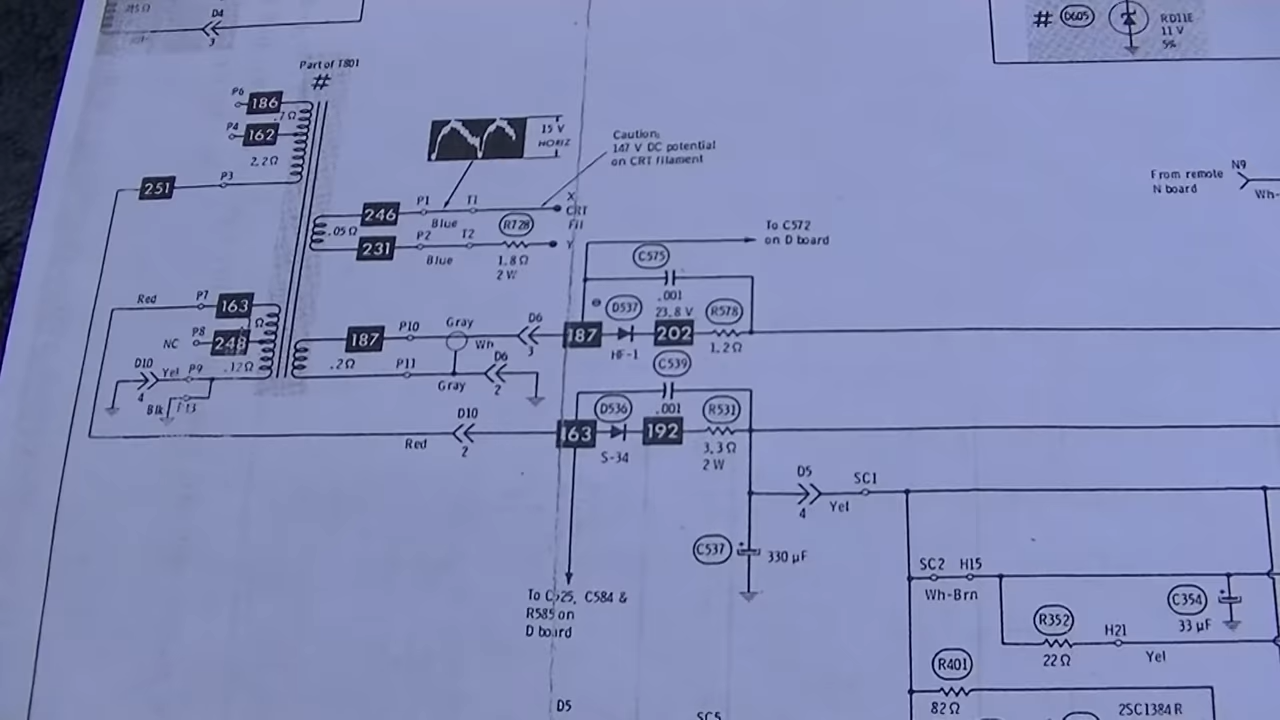 D4
3
#
D605
RD11E
11 V
5%
Part of T801
#
P6
186
.7Ω
P4
162
2.2Ω
P3
251
15 V
HORIZ
Caution:
147 V DC potential
on CRT filament
From remote
N board
N9
Wh-
246
P1
T1
X
CRT
Fil
Blue
.05Ω
R728
231
P2
T2
Y
Blue
1.8Ω
2 W
To C572
on D board
C575
.001
23.8 V
Red
P7
163
Ω
NC
P8
248
.12Ω
D10
Yel
P9
4
Blk
187
P10
Gray
Wh
D6
3
.2Ω
P11
Gray
D6
2
187
D537
HF-1
202
R578
1.2Ω
C539
.001
D10
Red
2
163
D536
S-34
192
R531
3.3Ω
2 W
D5
SC1
4
Yel
C537
330 µF
To C525, C584 &
R585 on
D board
SC2
H15
Wh-Brn
C354
33 µF
R352
22Ω
H21
Yel
R401
82Ω
2SC1384 R
D5
SC5